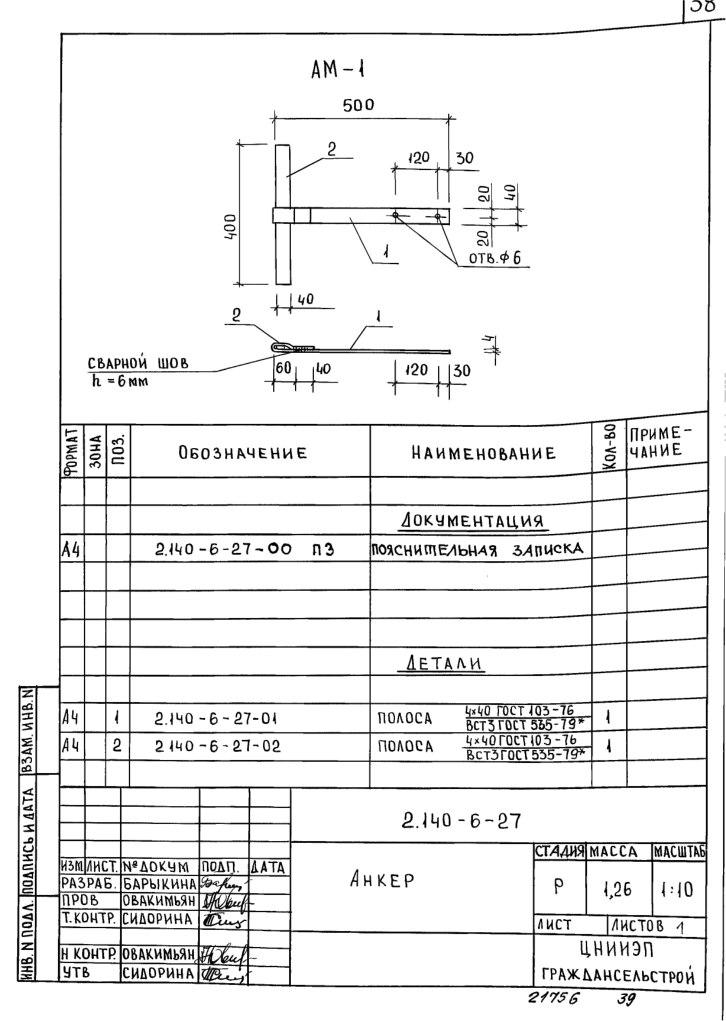 38
АМ-1
500
2
120 30
20 40
400
20
1
ОТВ.Ф6
40
2 1
4
СВАРНОЙ ШОВ
h = 6 мм
60 40 120 30
ФОРМАТ ЗОНА ПОЗ. ОБОЗНАЧЕНИЕ НАИМЕНОВАНИЕ КОЛ-ВО ПРИМЕ-
ЧАНИЕ
ДОКУМЕНТАЦИЯ
А4 2.140-6-27-00 ПЗ ПОЯСНИТЕЛЬНАЯ ЗАПИСКА
ДЕТАЛИ
А4 1 2.140-6-27-01 ПОЛОСА 4х40 ГОСТ 103-76 1
ВСТ3 ГОСТ 535-79*
А4 2 2 140-6-27-02 ПОЛОСА 4х40 ГОСТ 103-76 1
ВСТ3 ГОСТ 535-79*
ВЗАМ. ИНВ. N
ПОДПИСЬ И ДАТА
ИНВ. N ПОДЛ.
2.140-6-27
СТАДИЯ МАССА МАСШТАБ
ИЗМ ЛИСТ. № ДОКУМ ПОДП. ДАТА
РАЗРАБ. БАРЫКИНА
АНКЕР
Р 1,26 1:10
ПРОВ ОВАКИМЬЯН
Т.КОНТР. СИДОРИНА
ЛИСТ ЛИСТОВ 1
Н КОНТР. ОВАКИМЬЯН
УТВ СИДОРИНА
ЦНИИЭП
ГРАЖДАНСЕЛЬСТРОЙ
21756 39